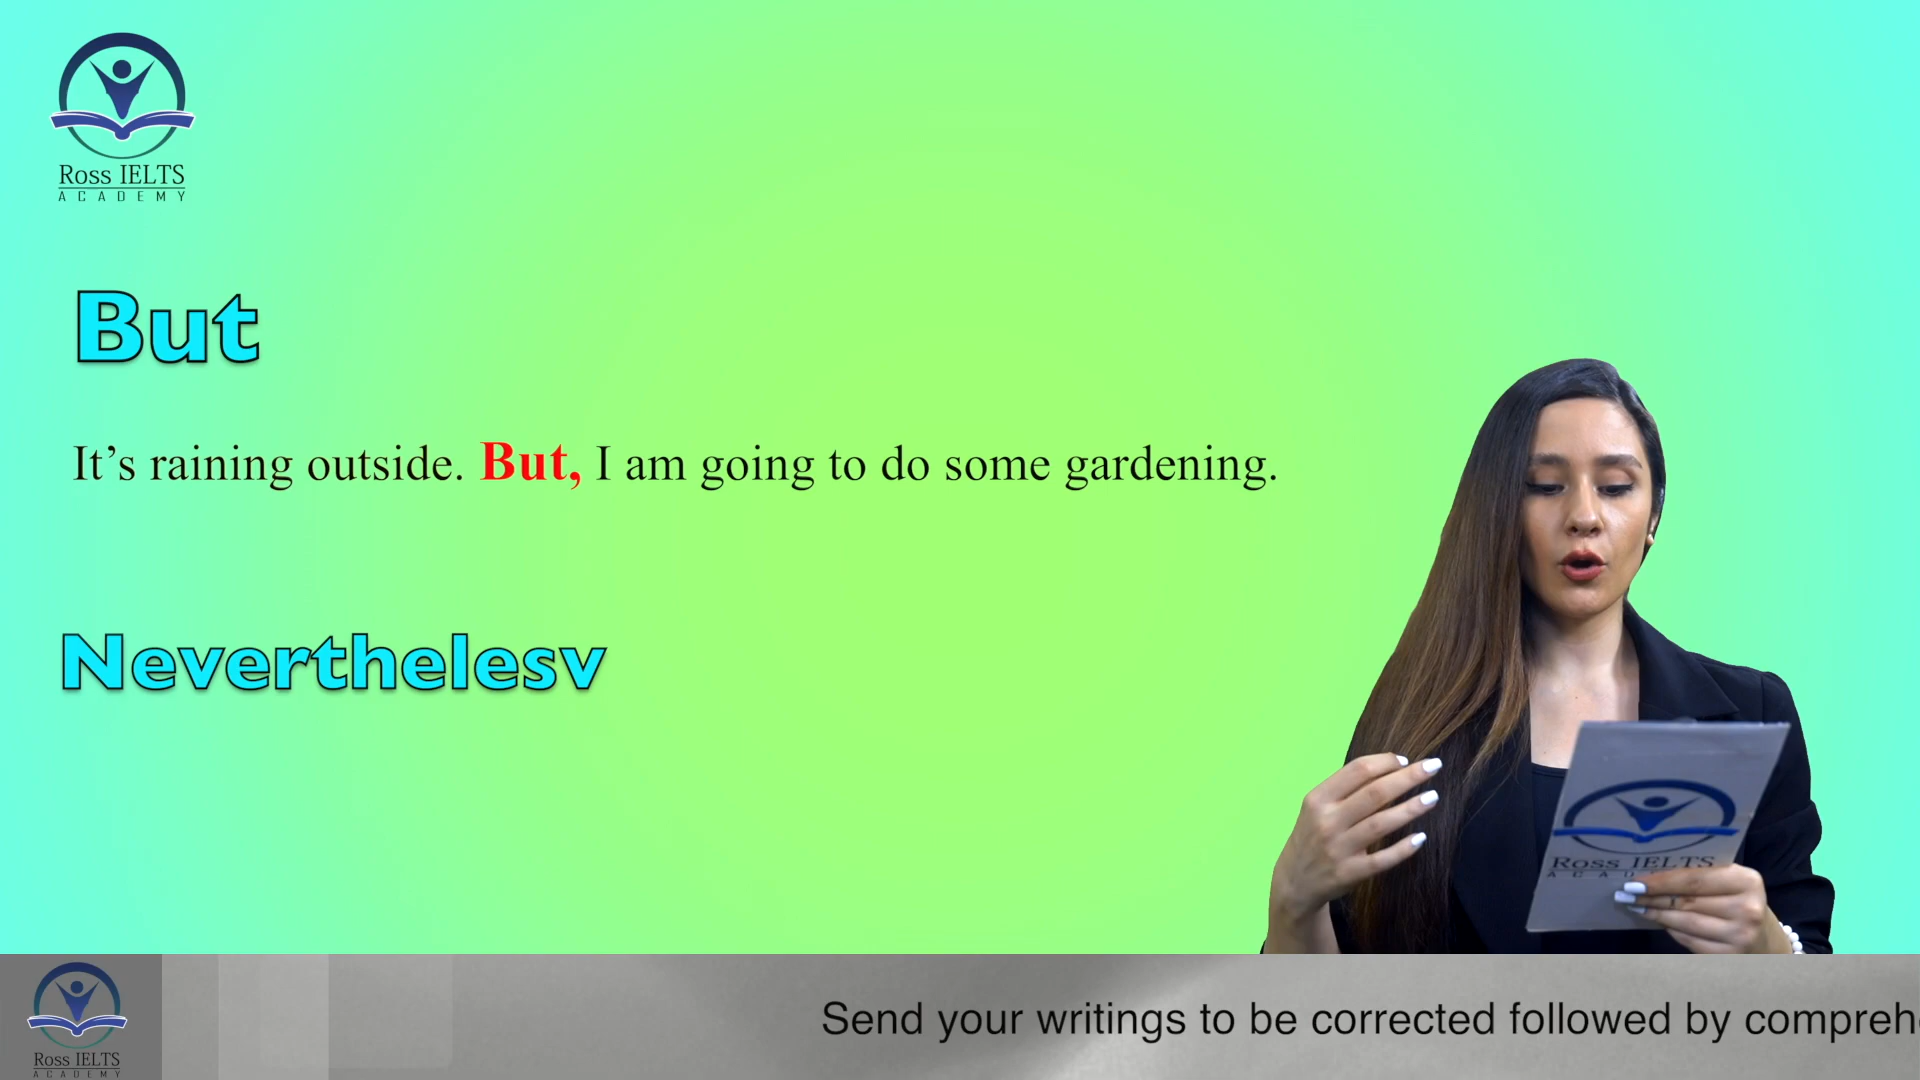 Ross IELTS
ACADEMY
But
It’s raining outside. But, I am going to do some gardening.
Neverthelesv
Ross IELTS
Send your writings to be corrected followed by compreh
Ross IELTS
ACADEMY